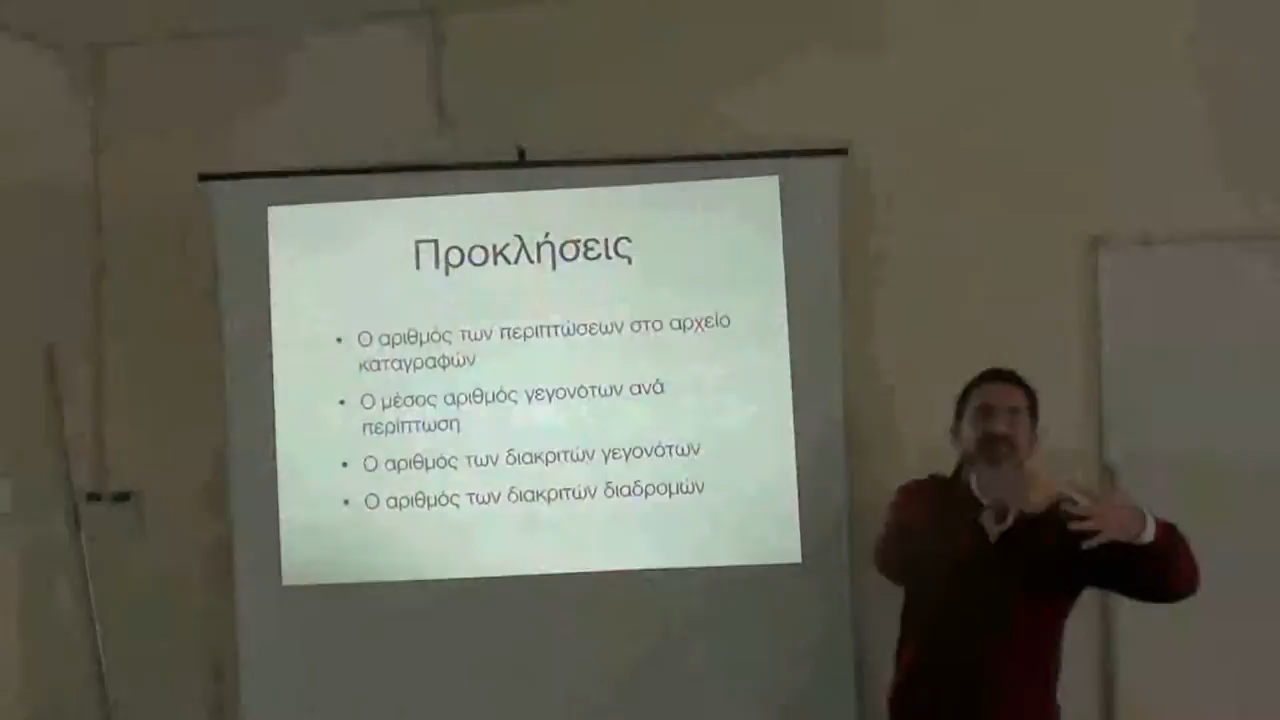 Προκλήσεις
• Ο αριθμός των περιπτώσεων στο αρχείο
καταγραφών
• Ο μέσος αριθμός γεγονότων ανά
περίπτωση
• Ο αριθμός των διακριτών γεγονότων
• Ο αριθμός των διακριτών διαδρομών